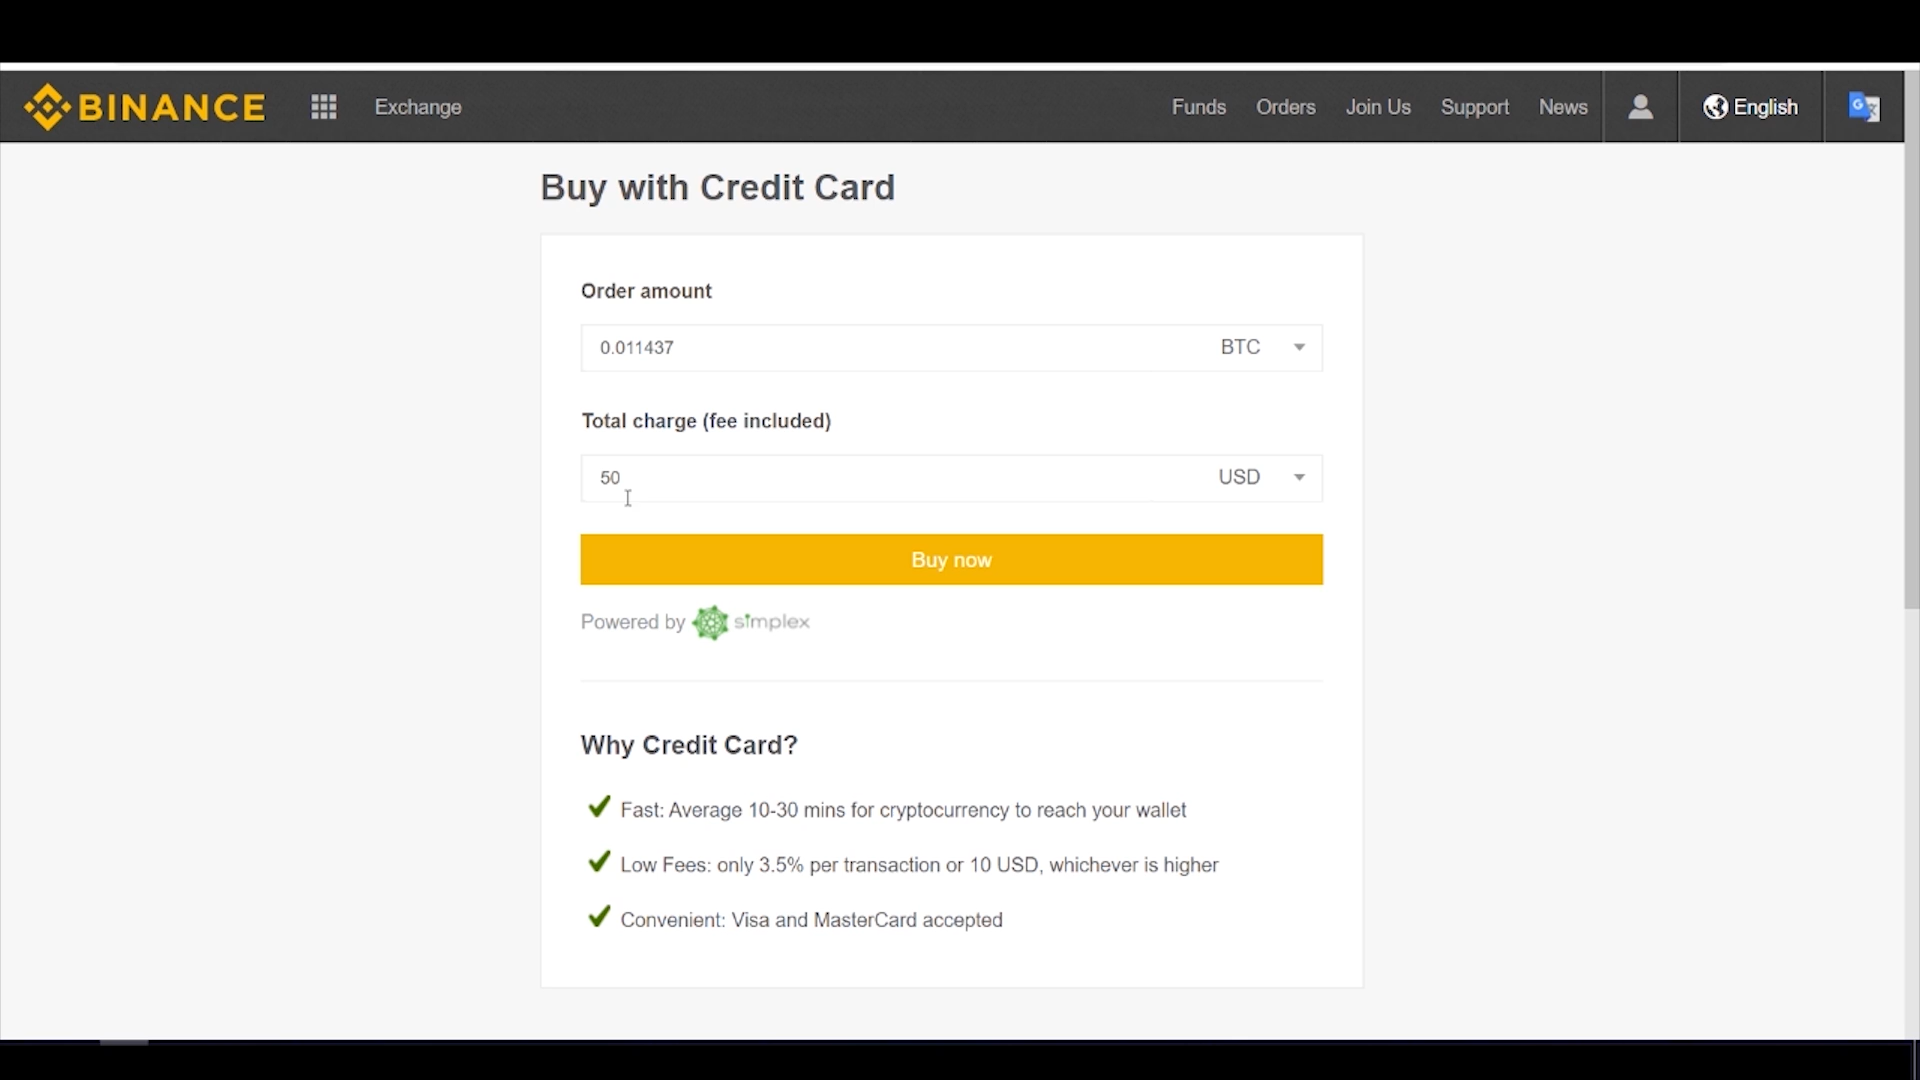 BINANCE
Exchange
Funds
Orders
Join Us
Support
News
English
Buy with Credit Card
Order amount
0.011437
BTC
Total charge (fee included)
50
USD
Buy now
Powered by simplex
Why Credit Card?
Fast: Average 10-30 mins for cryptocurrency to reach your wallet
Low Fees: only 3.5% per transaction or 10 USD, whichever is higher
Convenient: Visa and MasterCard accepted